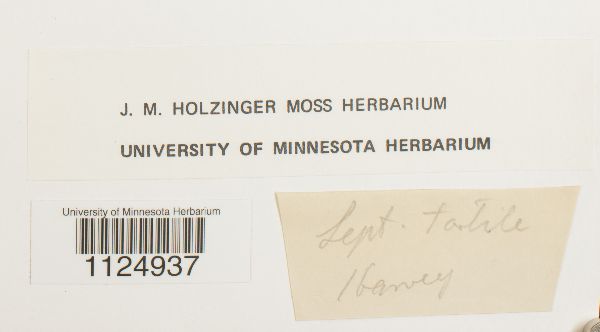 J. M. HOLZINGER MOSS HERBARIUM
UNIVERSITY OF MINNESOTA HERBARIUM
University of Minnesota Herbarium
1124937
Lept. tortile
Harvey